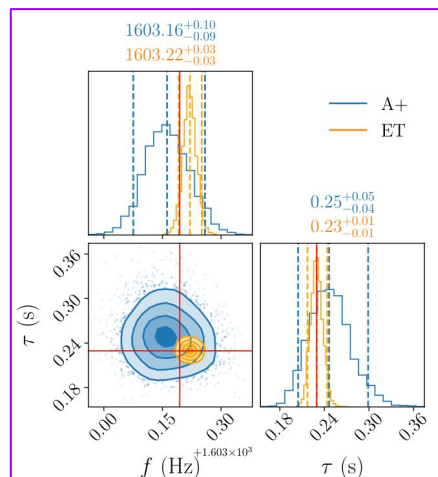 1603.16+0.10−0.09
1603.22+0.03−0.03
A+
ET
0.25+0.05−0.04
0.23+0.01−0.01
τ (s)
0.36
0.30
0.24
0.18
0.00 0.15 0.30
+1.603×10³
f (Hz)
0.18 0.24 0.30 0.36
τ (s)